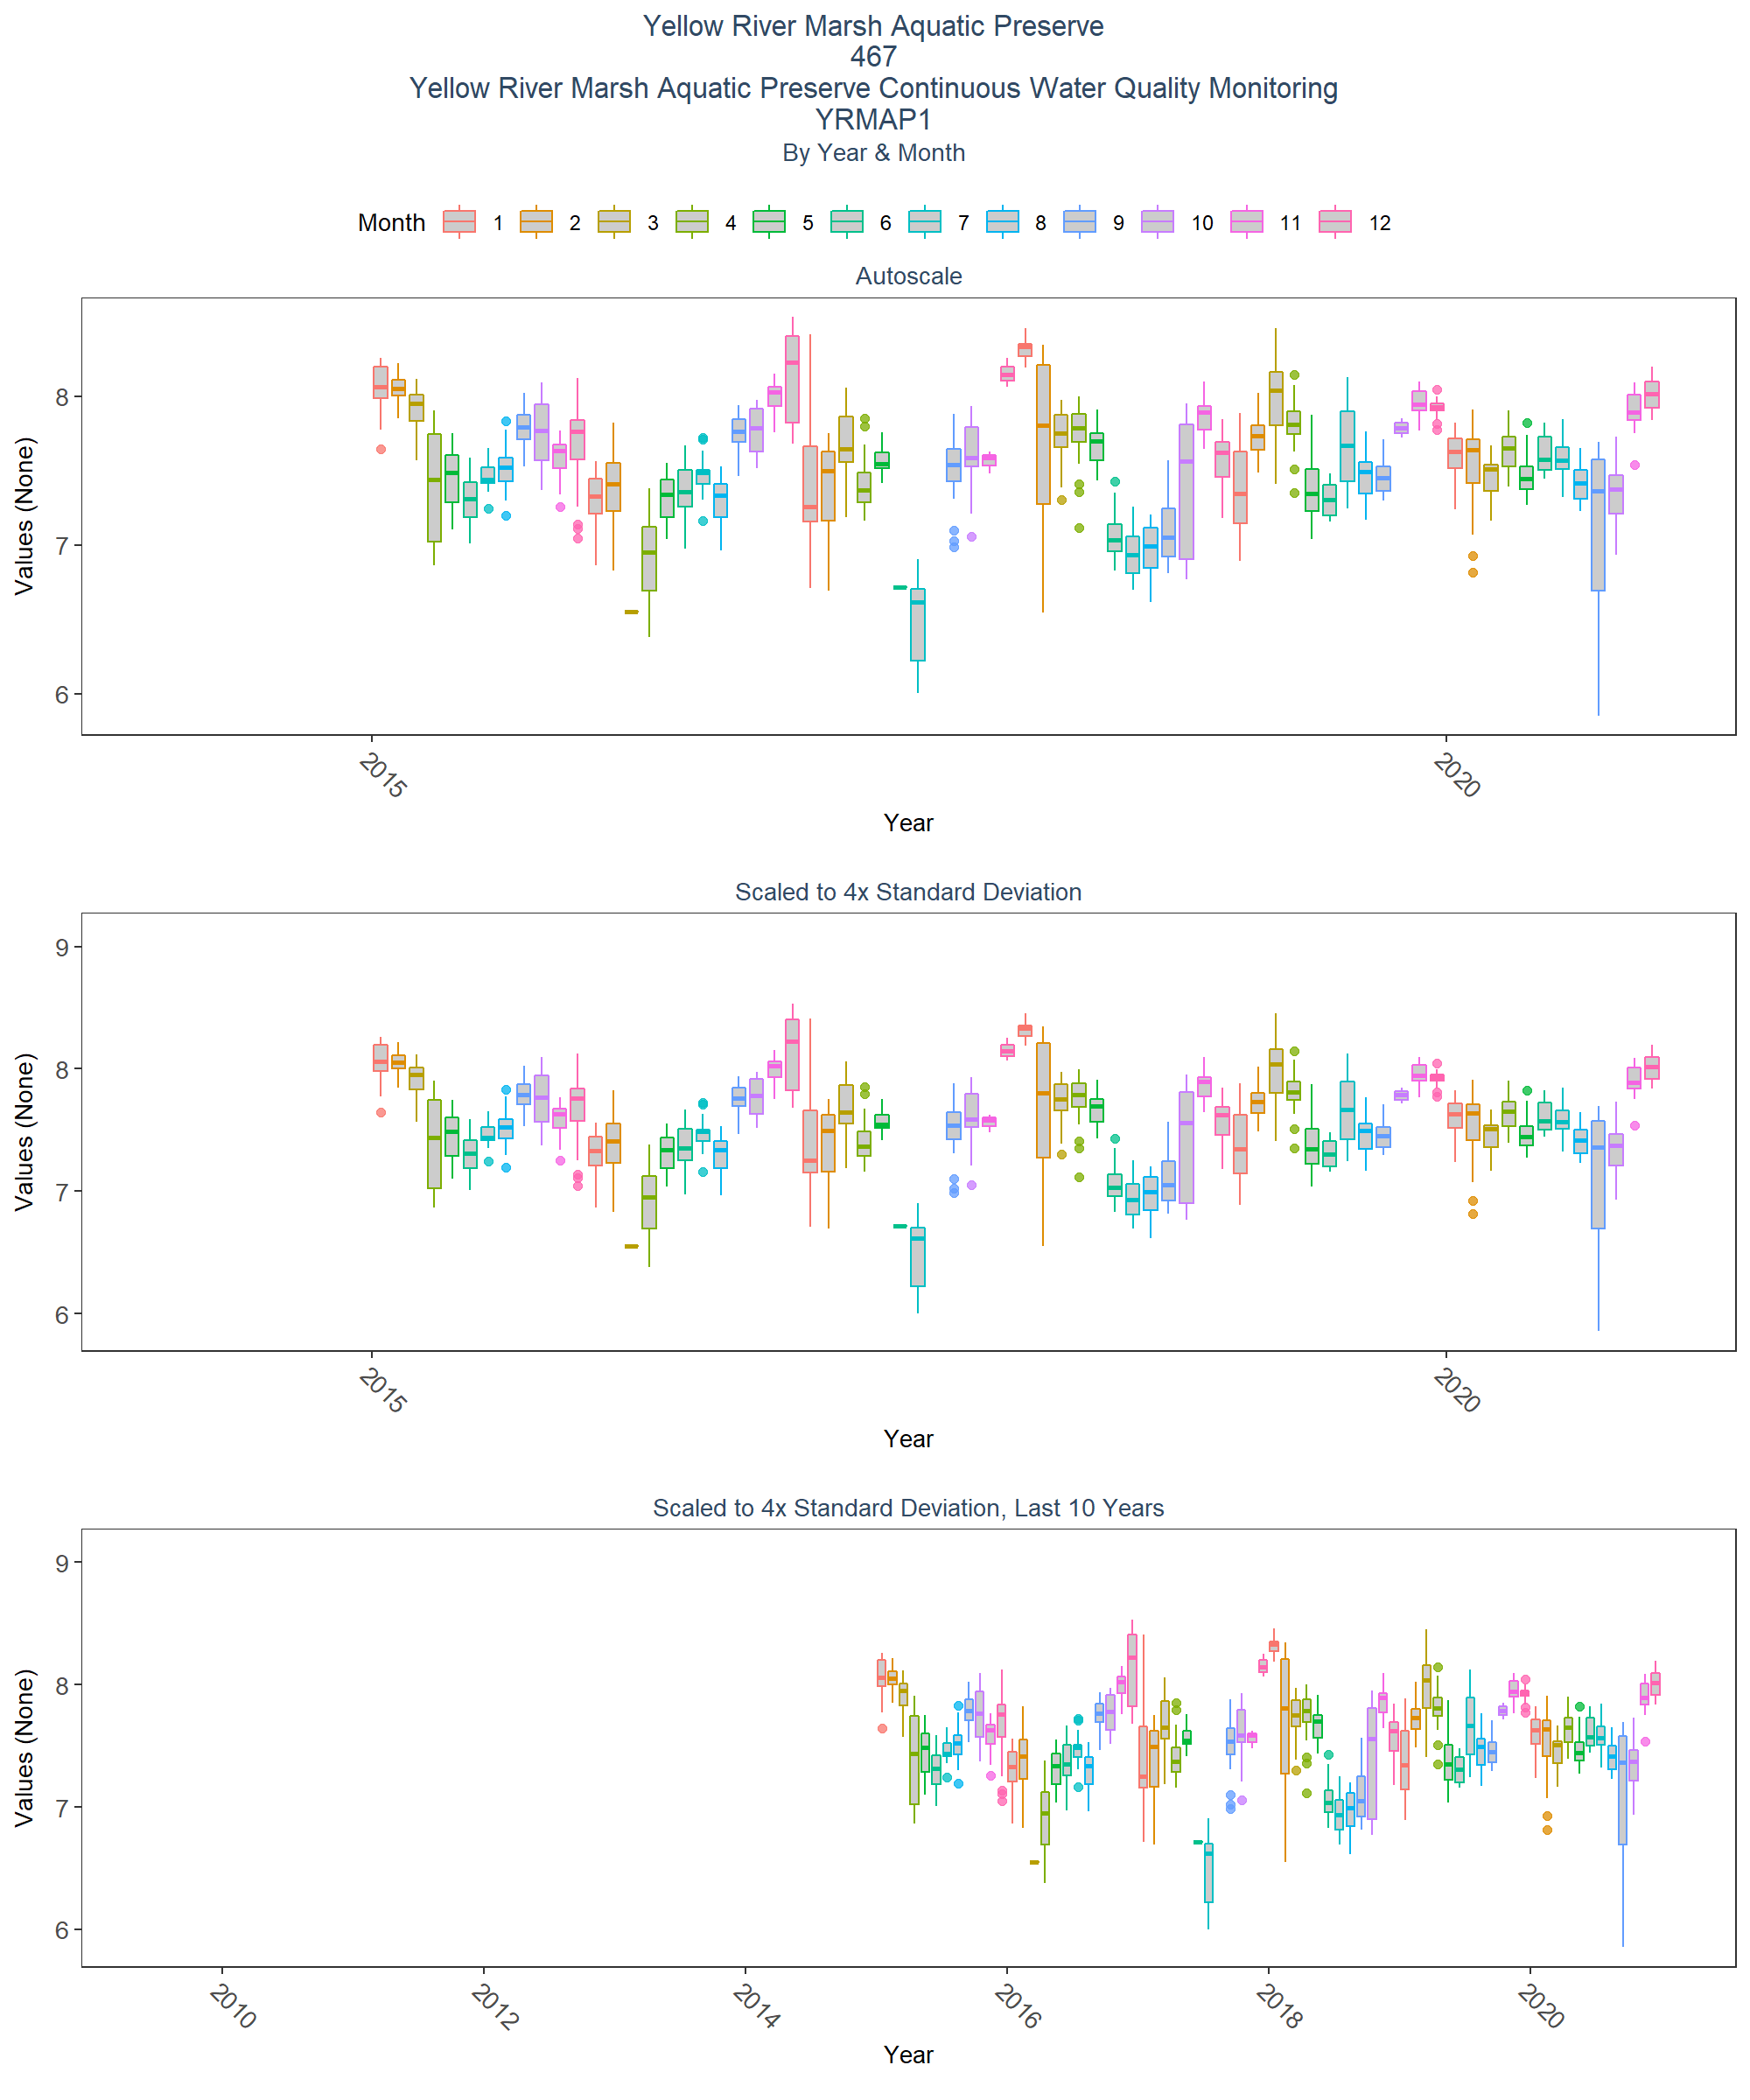 Yellow River Marsh Aquatic Preserve
467
Yellow River Marsh Aquatic Preserve Continuous Water Quality Monitoring
YRMAP1
By Year & Month
Month 1 2 3 4 5 6 7 8 9 10 11 12
Autoscale
Values (None)
8
7
6
2015 2020
Year
Scaled to 4x Standard Deviation
Values (None)
9
8
7
6
2015 2020
Year
Scaled to 4x Standard Deviation, Last 10 Years
Values (None)
9
8
7
6
2010 2012 2014 2016 2018 2020
Year